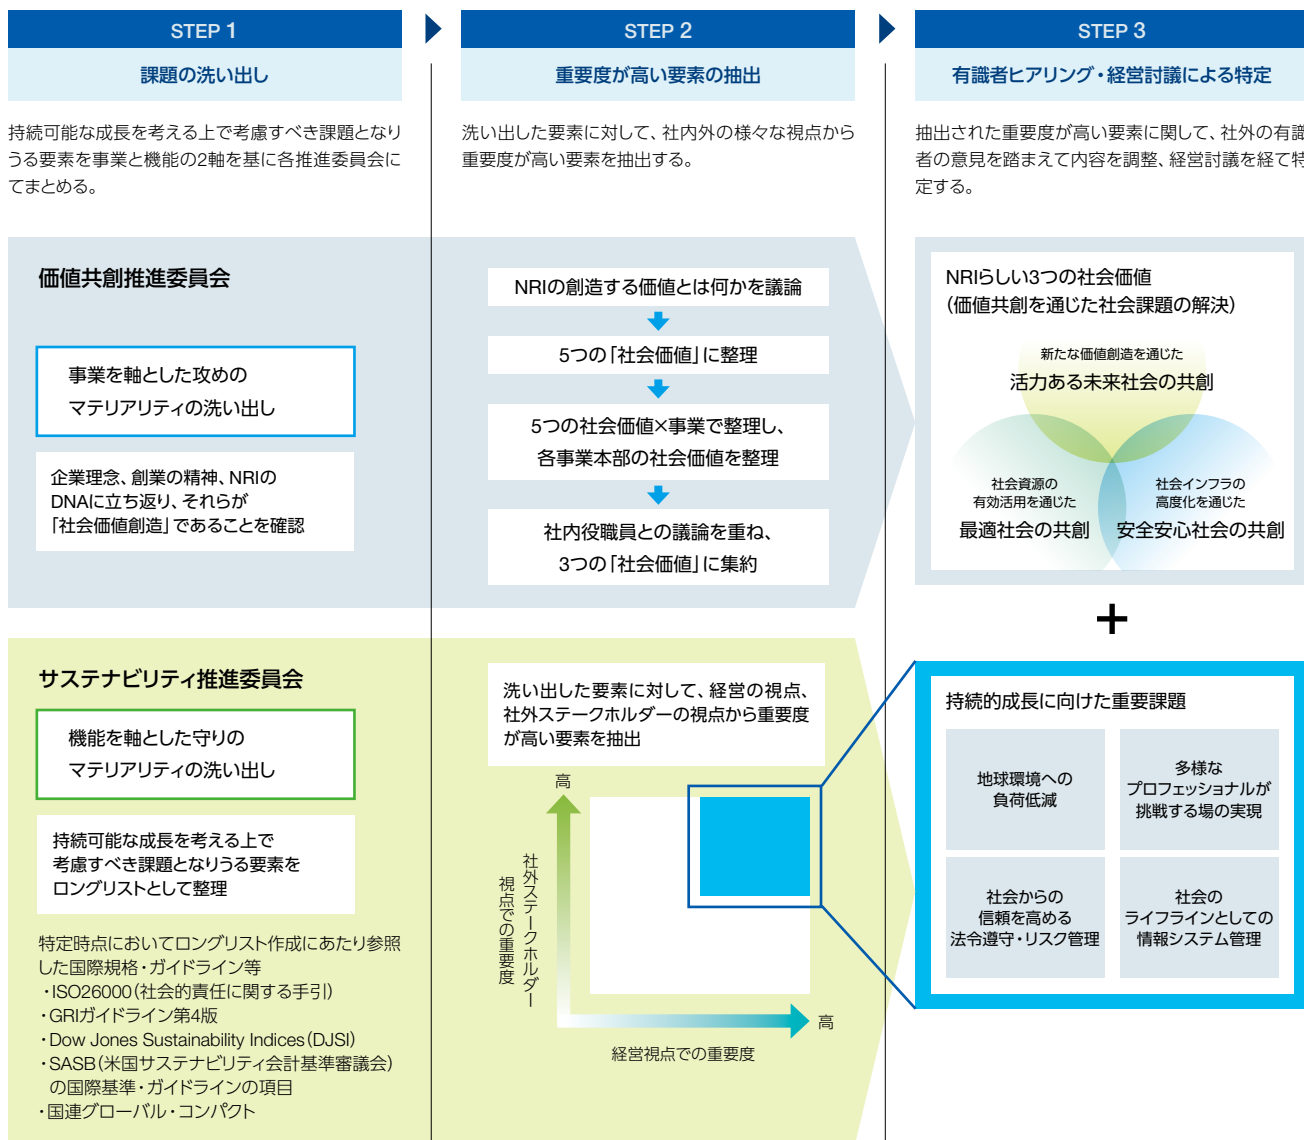 STEP 1
課題の洗い出し
持続可能な成長を考える上で考慮すべき課題となり
うる要素を事業と機能の2軸を基に各推進委員会に
てまとめる。
STEP 2
重要度が高い要素の抽出
洗い出した要素に対して、社内外の様々な視点から
重要度が高い要素を抽出する。
STEP 3
有識者ヒアリング・経営討議による特定
抽出された重要度が高い要素に関して、社外の有識
者の意見を踏まえて内容を調整、経営討議を経て特
定する。
価値共創推進委員会
事業を軸とした攻めの
マテリアリティの洗い出し
企業理念、創業の精神、NRIの
DNAに立ち返り、それらが
「社会価値創造」であることを確認
NRIの創造する価値とは何かを議論
5つの「社会価値」に整理
5つの社会価値×事業で整理し、
各事業本部の社会価値を整理
社内役職員との議論を重ね、
3つの「社会価値」に集約
NRIらしい3つの社会価値
（価値共創を通じた社会課題の解決）
新たな価値創造を通じた
活力ある未来社会の共創
社会資源の
有効活用を通じた
最適社会の共創
社会インフラの
高度化を通じた
安全安心社会の共創
+
サステナビリティ推進委員会
機能を軸とした守りの
マテリアリティの洗い出し
持続可能な成長を考える上で
考慮すべき課題となりうる要素を
ロングリストとして整理
特定時点においてロングリスト作成にあたり参照
した国際規格・ガイドライン等
・ISO26000（社会的責任に関する手引）
・GRIガイドライン第4版
・Dow Jones Sustainability Indices（DJSI）
・SASB（米国サステナビリティ会計基準審議会）
の国際基準・ガイドラインの項目
・国連グローバル・コンパクト
洗い出した要素に対して、経営の視点、
社外ステークホルダーの視点から重要度
が高い要素を抽出
高
社外ステークホルダー
視点での重要度
高
経営視点での重要度
持続的成長に向けた重要課題
地球環境への
負荷低減
多様な
プロフェッショナルが
挑戦する場の実現
社会からの
信頼を高める
法令遵守・リスク管理
社会の
ライフラインとしての
情報システム管理